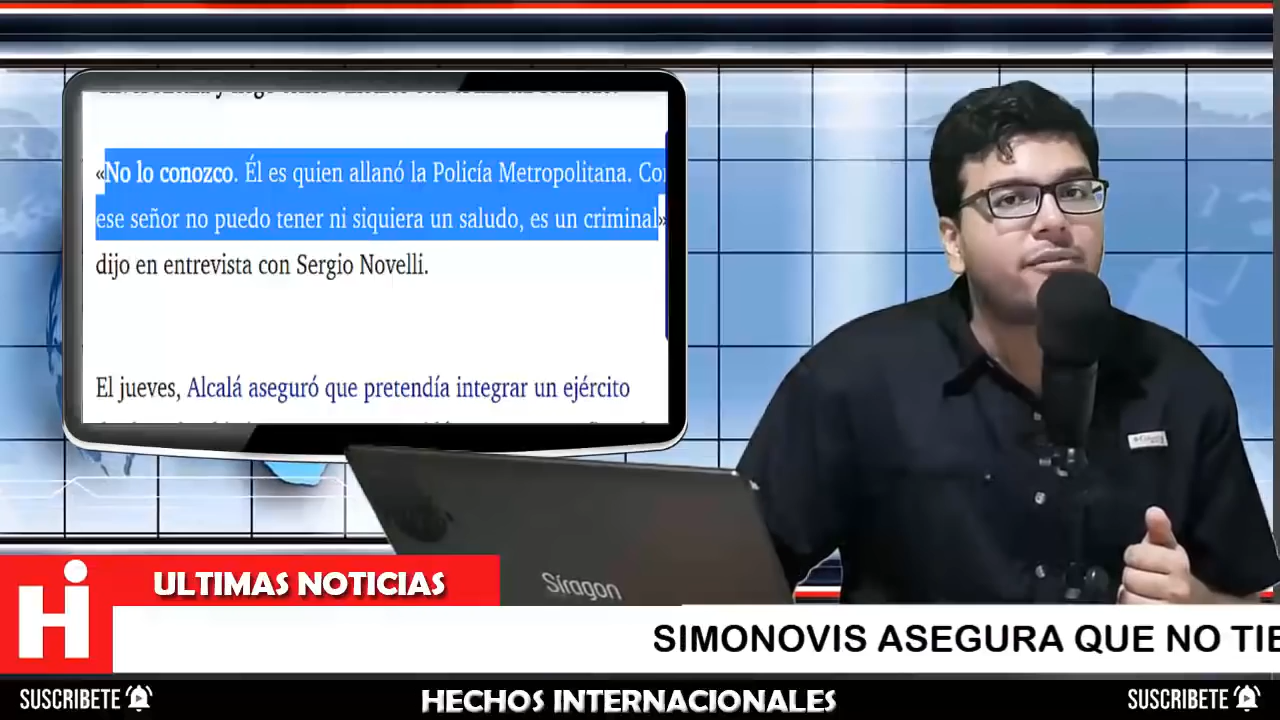 «No lo conozco. Él es quien allanó la Policía Metropolitana. Co
ese señor no puedo tener ni siquiera un saludo, es un criminal»
dijo en entrevista con Sergio Novelli.
El jueves, Alcalá aseguró que pretendía integrar un ejército
Síragon
Hi
ULTIMAS NOTICIAS
SIMONOVIS ASEGURA QUE NO TIE
SUSCRIBETE
HECHOS INTERNACIONALES
SUSCRIBETE